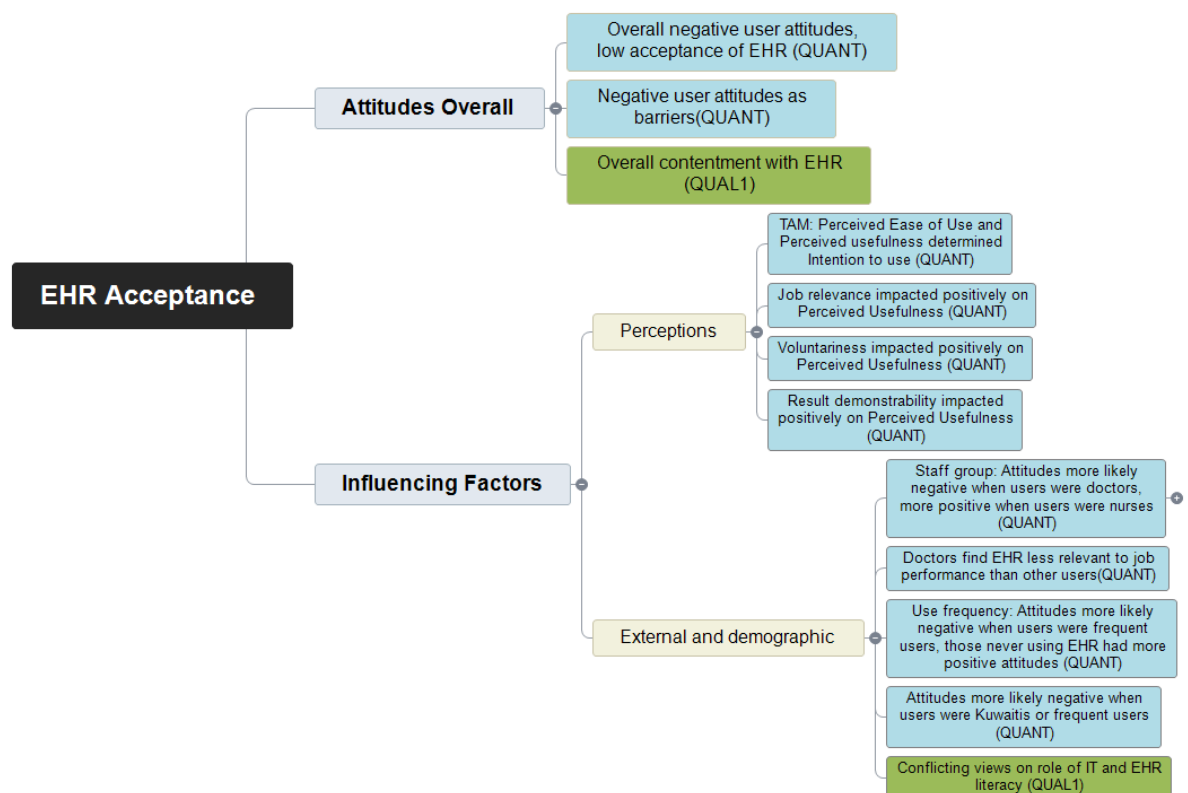 Overall negative user attitudes,
low acceptance of EHR (QUANT)
Attitudes Overall
Negative user attitudes as
barriers(QUANT)
Overall contentment with EHR
(QUAL1)
EHR Acceptance
TAM: Perceived Ease of Use and
Perceived usefulness determined
Intention to use (QUANT)
Job relevance impacted positively on
Perceived Usefulness (QUANT)
Perceptions
Voluntariness impacted positively on
Perceived Usefulness (QUANT)
Result demonstrability impacted
positively on Perceived Usefulness
(QUANT)
Influencing Factors
Staff group: Attitudes more likely
negative when users were doctors,
more positive when users were nurses
(QUANT)
Doctors find EHR less relevant to job
performance than other users(QUANT)
External and demographic
Use frequency: Attitudes more likely
negative when users were frequent
users, those never using EHR had more
positive attitudes (QUANT)
Attitudes more likely negative when
users were Kuwaitis or frequent users
(QUANT)
Conflicting views on role of IT and EHR
literacy (QUAL1)